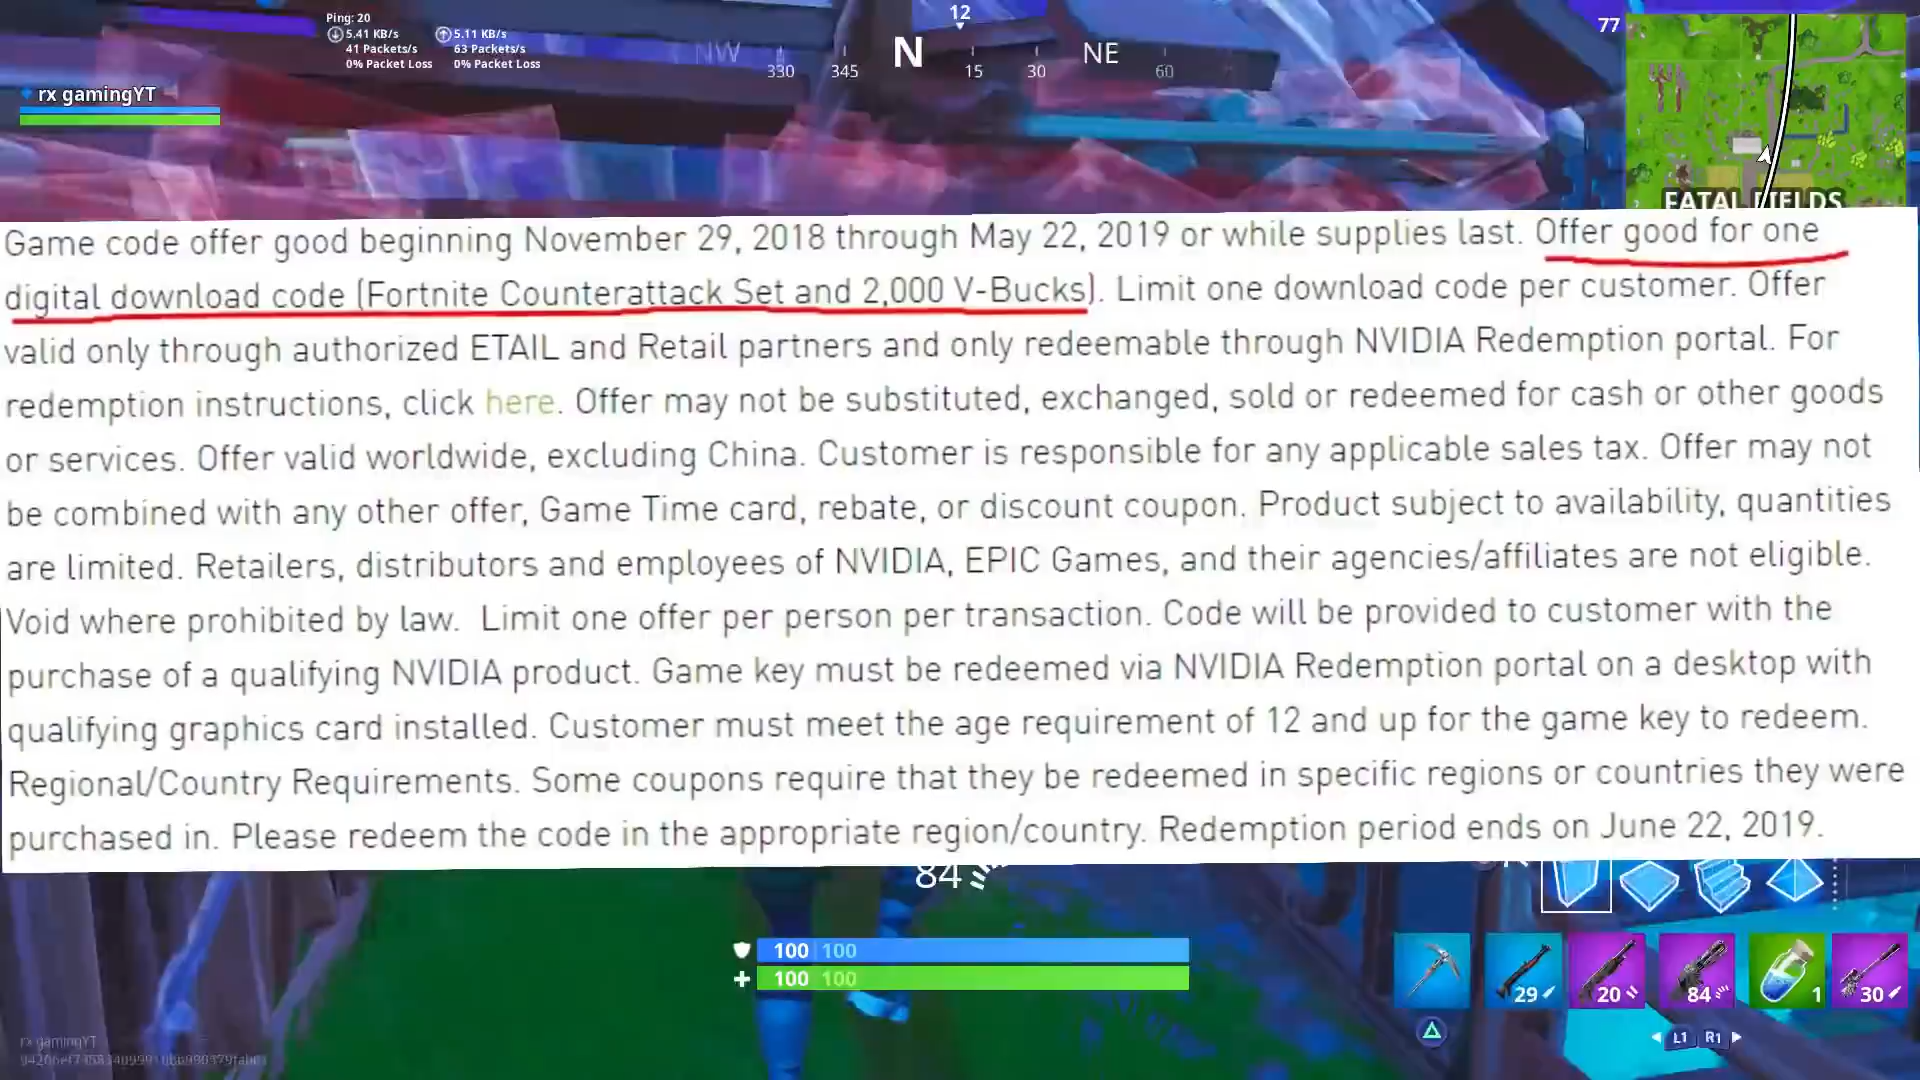 Ping: 20
5.41 KB/s 5.11 KB/s
41 Packets/s 63 Packets/s
0% Packet Loss 0% Packet Loss
12
NW 330 345 N 15 30 NE 60
77
rx gamingYT
FATAL FIELDS
Game code offer good beginning November 29, 2018 through May 22, 2019 or while supplies last. Offer good for one
digital download code (Fortnite Counterattack Set and 2,000 V-Bucks). Limit one download code per customer. Offer
valid only through authorized ETAIL and Retail partners and only redeemable through NVIDIA Redemption portal. For
redemption instructions, click here. Offer may not be substituted, exchanged, sold or redeemed for cash or other goods
or services. Offer valid worldwide, excluding China. Customer is responsible for any applicable sales tax. Offer may not
be combined with any other offer, Game Time card, rebate, or discount coupon. Product subject to availability, quantities
are limited. Retailers, distributors and employees of NVIDIA, EPIC Games, and their agencies/affiliates are not eligible.
Void where prohibited by law. Limit one offer per person per transaction. Code will be provided to customer with the
purchase of a qualifying NVIDIA product. Game key must be redeemed via NVIDIA Redemption portal on a desktop with
qualifying graphics card installed. Customer must meet the age requirement of 12 and up for the game key to redeem.
Regional/Country Requirements. Some coupons require that they be redeemed in specific regions or countries they were
purchased in. Please redeem the code in the appropriate region/country. Redemption period ends on June 22, 2019.
84
100 100
100 100
29 20 84 1 30
L1 R1
rx gamingYT